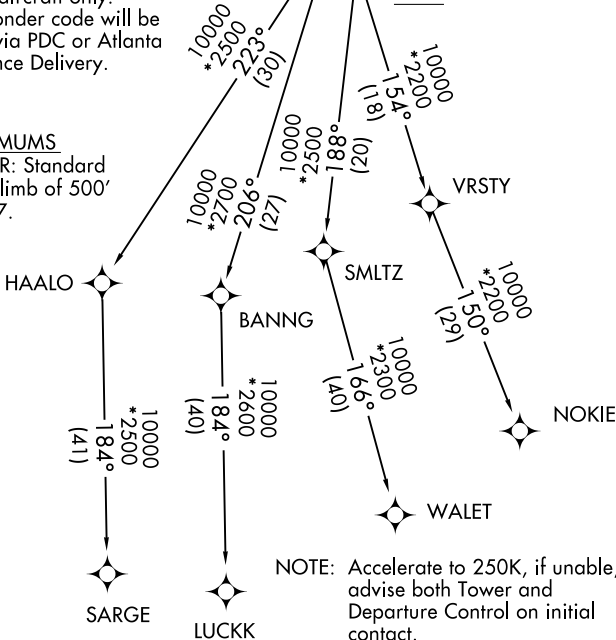 aircraft only.
onder code will be
via PDC or Atlanta
nce Delivery.
10000
*2500
223°
(30)
10000
*2200
154°
(18)
10000
*2500
188°
(20)
MUMS
R: Standard
limb of 500'
7.
10000
*2700
206°
(27)
VRSTY
HAALO
SMLTZ
BANNG
10000
*2200
150°
(29)
10000
*2300
166°
(40)
10000
*2600
184°
(40)
10000
*2500
184°
(41)
NOKIE
WALET
NOTE: Accelerate to 250K, if unable,
advise both Tower and
Departure Control on initial
contact.
SARGE
LUCKK